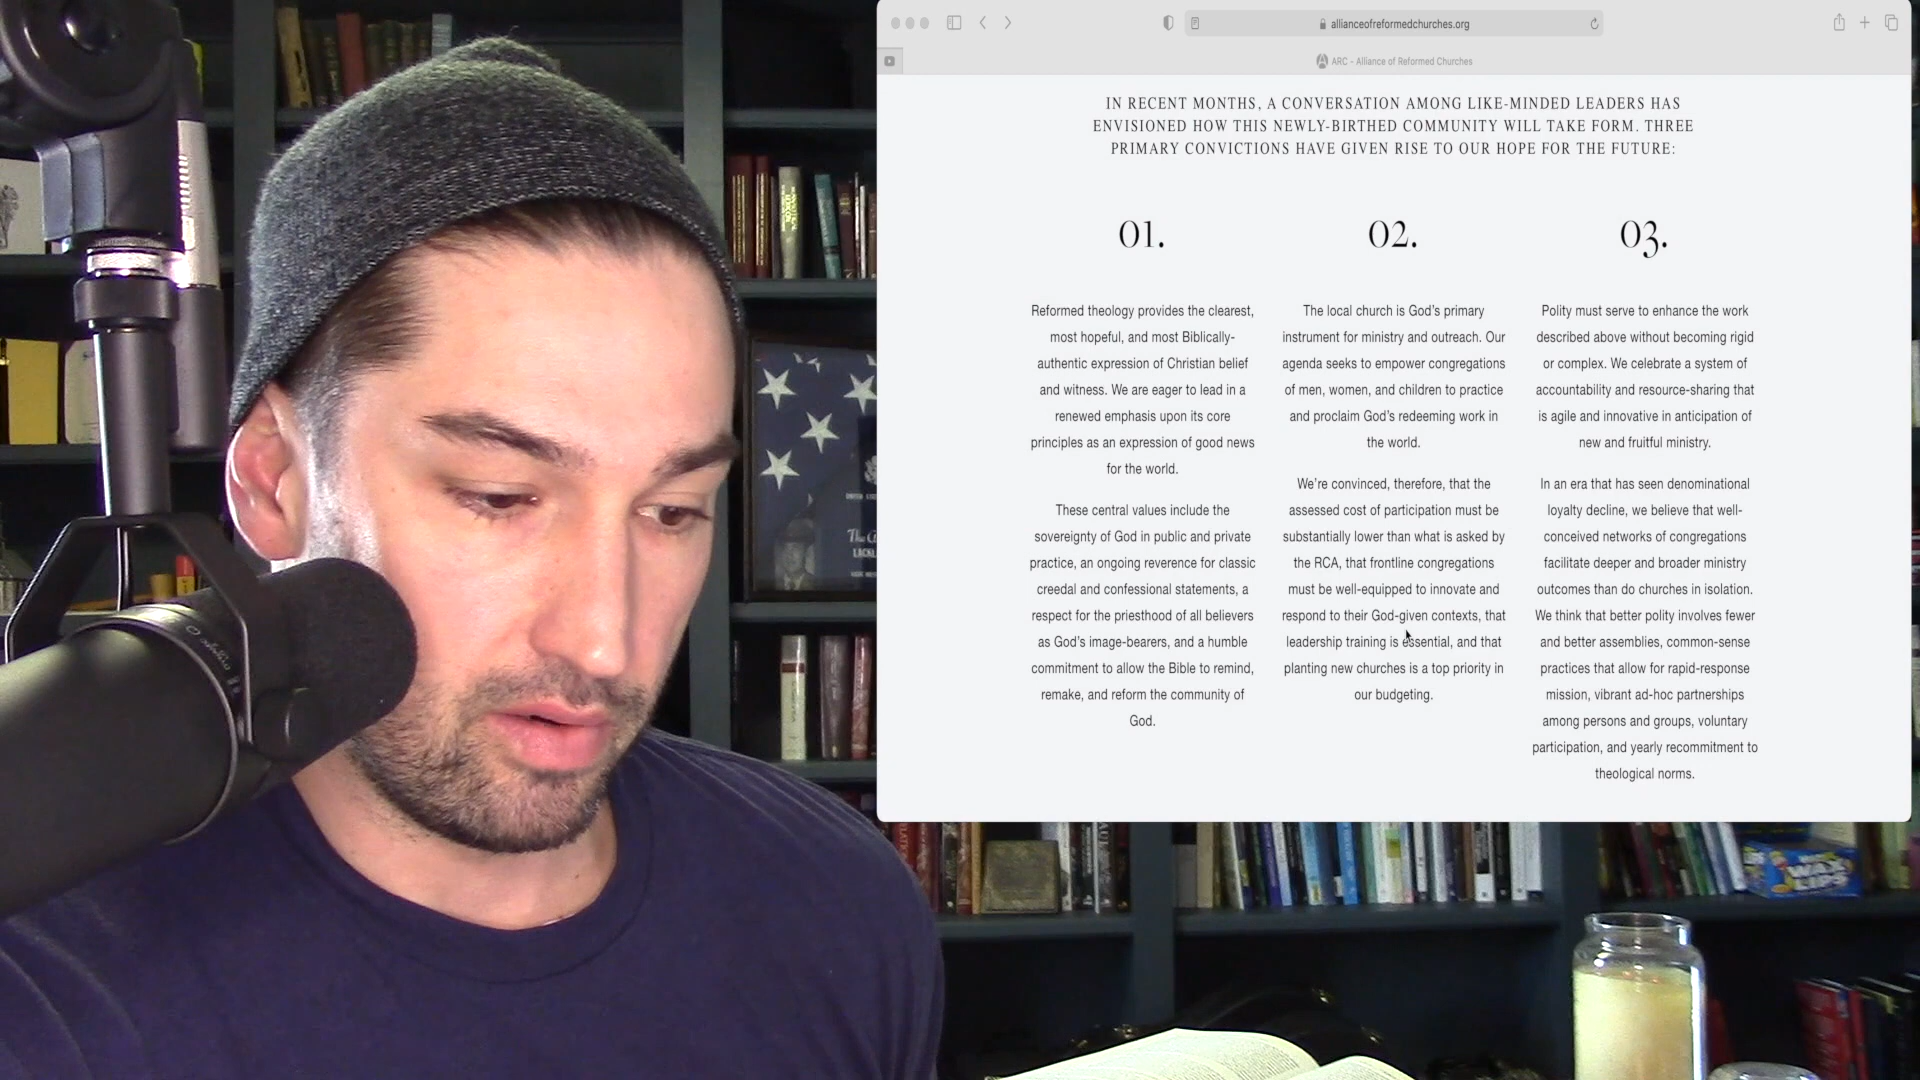 allianceofreformedchurches.org
ARC - Alliance of Reformed Churches
IN RECENT MONTHS, A CONVERSATION AMONG LIKE-MINDED LEADERS HAS
ENVISIONED HOW THIS NEWLY-BIRTHED COMMUNITY WILL TAKE FORM. THREE
PRIMARY CONVICTIONS HAVE GIVEN RISE TO OUR HOPE FOR THE FUTURE:
01.
Reformed theology provides the clearest,
most hopeful, and most Biblically-
authentic expression of Christian belief
and witness. We are eager to lead in a
renewed emphasis upon its core
principles as an expression of good news
for the world.
These central values include the
sovereignty of God in public and private
practice, an ongoing reverence for classic
creedal and confessional statements, a
respect for the priesthood of all believers
as God's image-bearers, and a humble
commitment to allow the Bible to remind,
remake, and reform the community of
God.
02.
The local church is God's primary
instrument for ministry and outreach. Our
agenda seeks to empower congregations
of men, women, and children to practice
and proclaim God's redeeming work in
the world.
We're convinced, therefore, that the
assessed cost of participation must be
substantially lower than what is asked by
the RCA, that frontline congregations
must be well-equipped to innovate and
respond to their God-given contexts, that
leadership training is essential, and that
planting new churches is a top priority in
our budgeting.
03.
Polity must serve to enhance the work
described above without becoming rigid
or complex. We celebrate a system of
accountability and resource-sharing that
is agile and innovative in anticipation of
new and fruitful ministry.
In an era that has seen denominational
loyalty decline, we believe that well-
conceived networks of congregations
facilitate deeper and broader ministry
outcomes than do churches in isolation.
We think that better polity involves fewer
and better assemblies, common-sense
practices that allow for rapid-response
mission, vibrant ad-hoc partnerships
among persons and groups, voluntary
participation, and yearly recommitment to
theological norms.